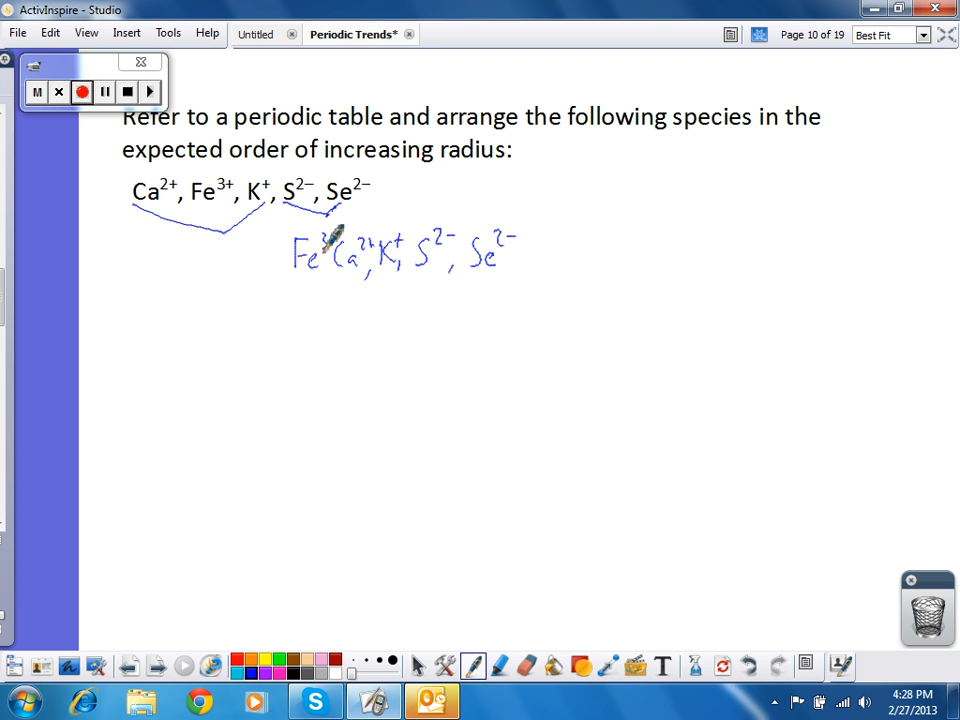 ActivInspire - Studio
File Edit View Insert Tools Help Untitled Periodic Trends* Page 10 of 19 Best Fit
M
Refer to a periodic table and arrange the following species in the
expected order of increasing radius:
Ca²⁺, Fe³⁺, K⁺, S²⁻, Se²⁻
Fe³ Ca²⁺, K⁺, S²⁻, Se²⁻
T
S
4:28 PM
2/27/2013